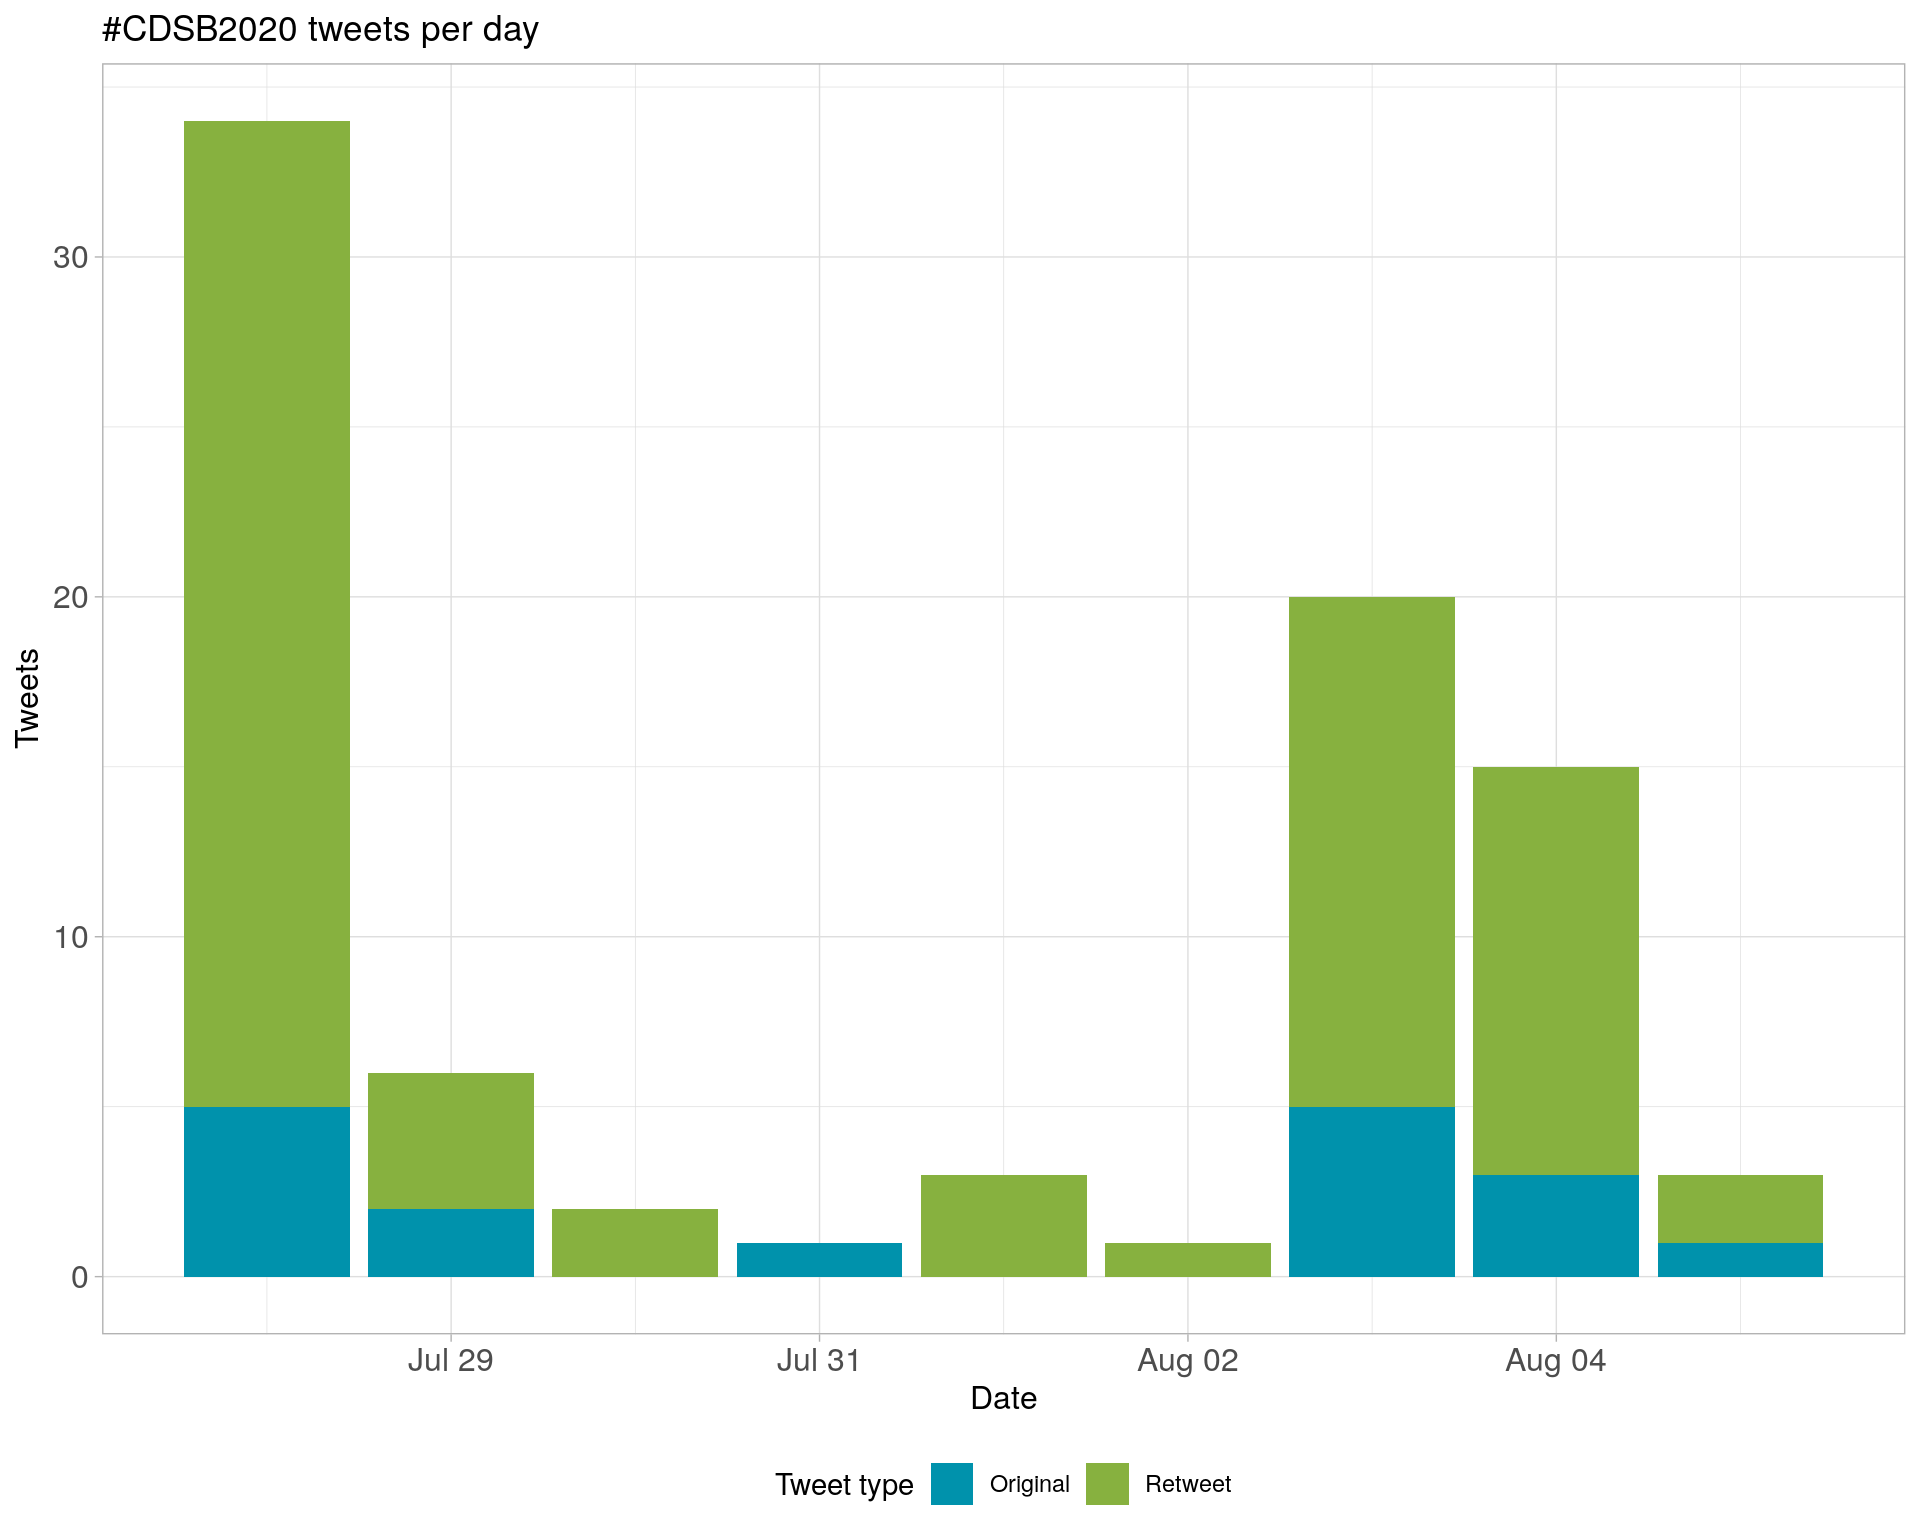 #CDSB2020 tweets per day
30
20
10
0
Tweets
Jul 29 Jul 31 Aug 02 Aug 04
Date
Tweet type Original Retweet